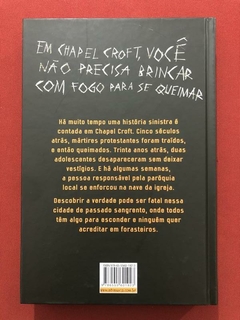 EM CHAPEL CROFT, VOCÊ
NÃO PRECISA BRINCAR
COM FOGO PARA SE QUEIMAR
Há muito tempo uma história sinistra é
contada em Chapel Croft. Cinco séculos
atrás, mártires protestantes foram traídos,
e então queimados. Trinta anos atrás, duas
adolescentes desapareceram sem deixar
vestígios. E há algumas semanas,
a pessoa responsável pela paróquia
local se enforcou na nave da igreja.
Descobrir a verdade pode ser fatal nessa
cidade de passado sangrento, onde todos
têm algo para esconder e ninguém quer
acreditar em forasteiros.